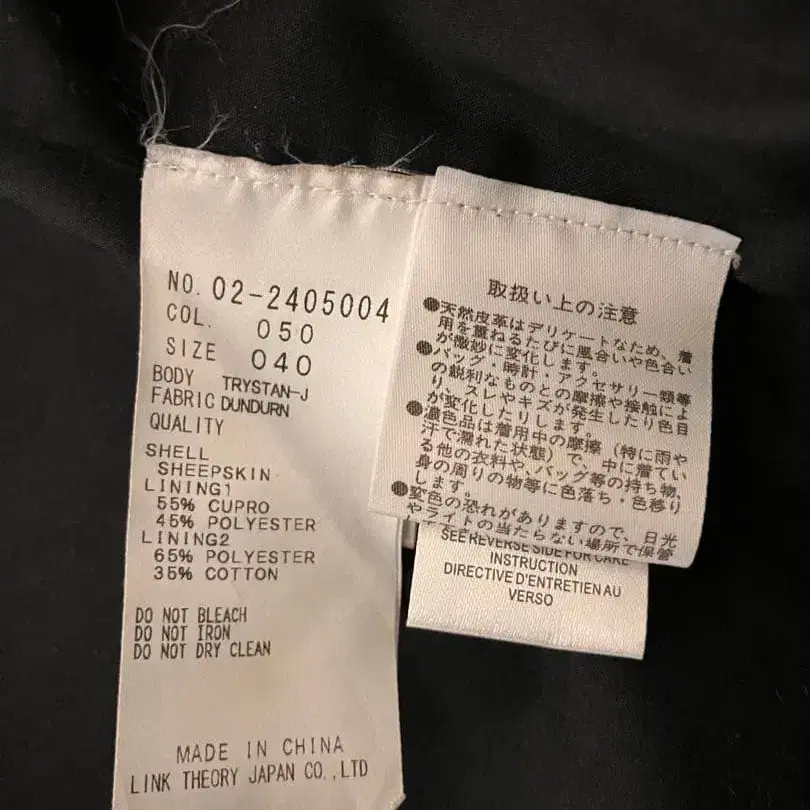 NO. 02-2405004
COL. 050
SIZE 040
BODY TRYSTAN-J
FABRIC DUNDURN
QUALITY
SHELL
SHEEPSKIN
LINING1
55% CUPRO
45% POLYESTER
LINING2
65% POLYESTER
35% COTTON
DO NOT BLEACH
DO NOT IRON
DO NOT DRY CLEAN
MADE IN CHINA
LINK THEORY JAPAN CO.,LTD
取扱い上の注意
●天然皮革はデリケートなため、着
用を重ねるたびに風合いや色合い
が微妙に変化します。
●バッグ・時計・アクセサリー類等
の鋭利なものとの摩擦や接触によ
り、スレやキズが発生したり色目
が変化したりします。
●濃色品は着用中の摩擦（特に雨や
汗で濡れた状態）で、中に着てい
る他の衣料や、バッグ等の持ち物、
身の周りの物等に色落ち・色移り
します。
●変色の恐れがありますので、日光
やライトの当たらない場所で保管
SEE REVERSE SIDE FOR CARE
INSTRUCTION
DIRECTIVE D'ENTRETIEN AU
VERSO